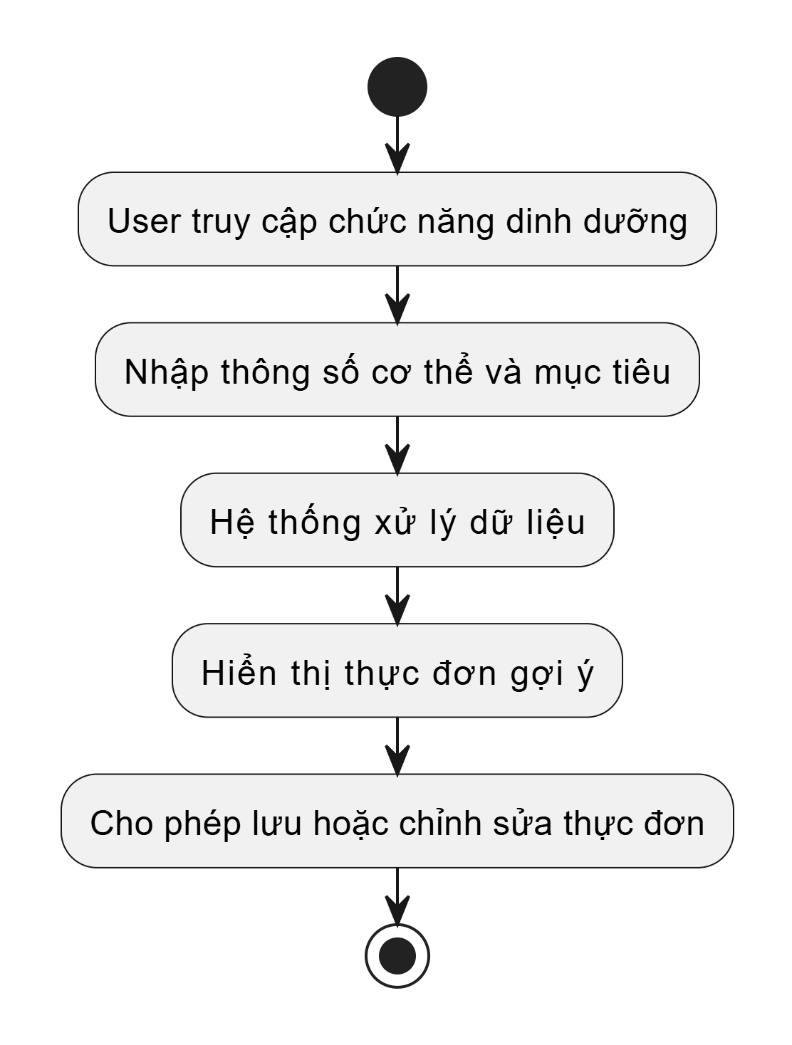 User truy cập chức năng dinh dưỡng
Nhập thông số cơ thể và mục tiêu
Hệ thống xử lý dữ liệu
Hiển thị thực đơn gợi ý
Cho phép lưu hoặc chỉnh sửa thực đơn